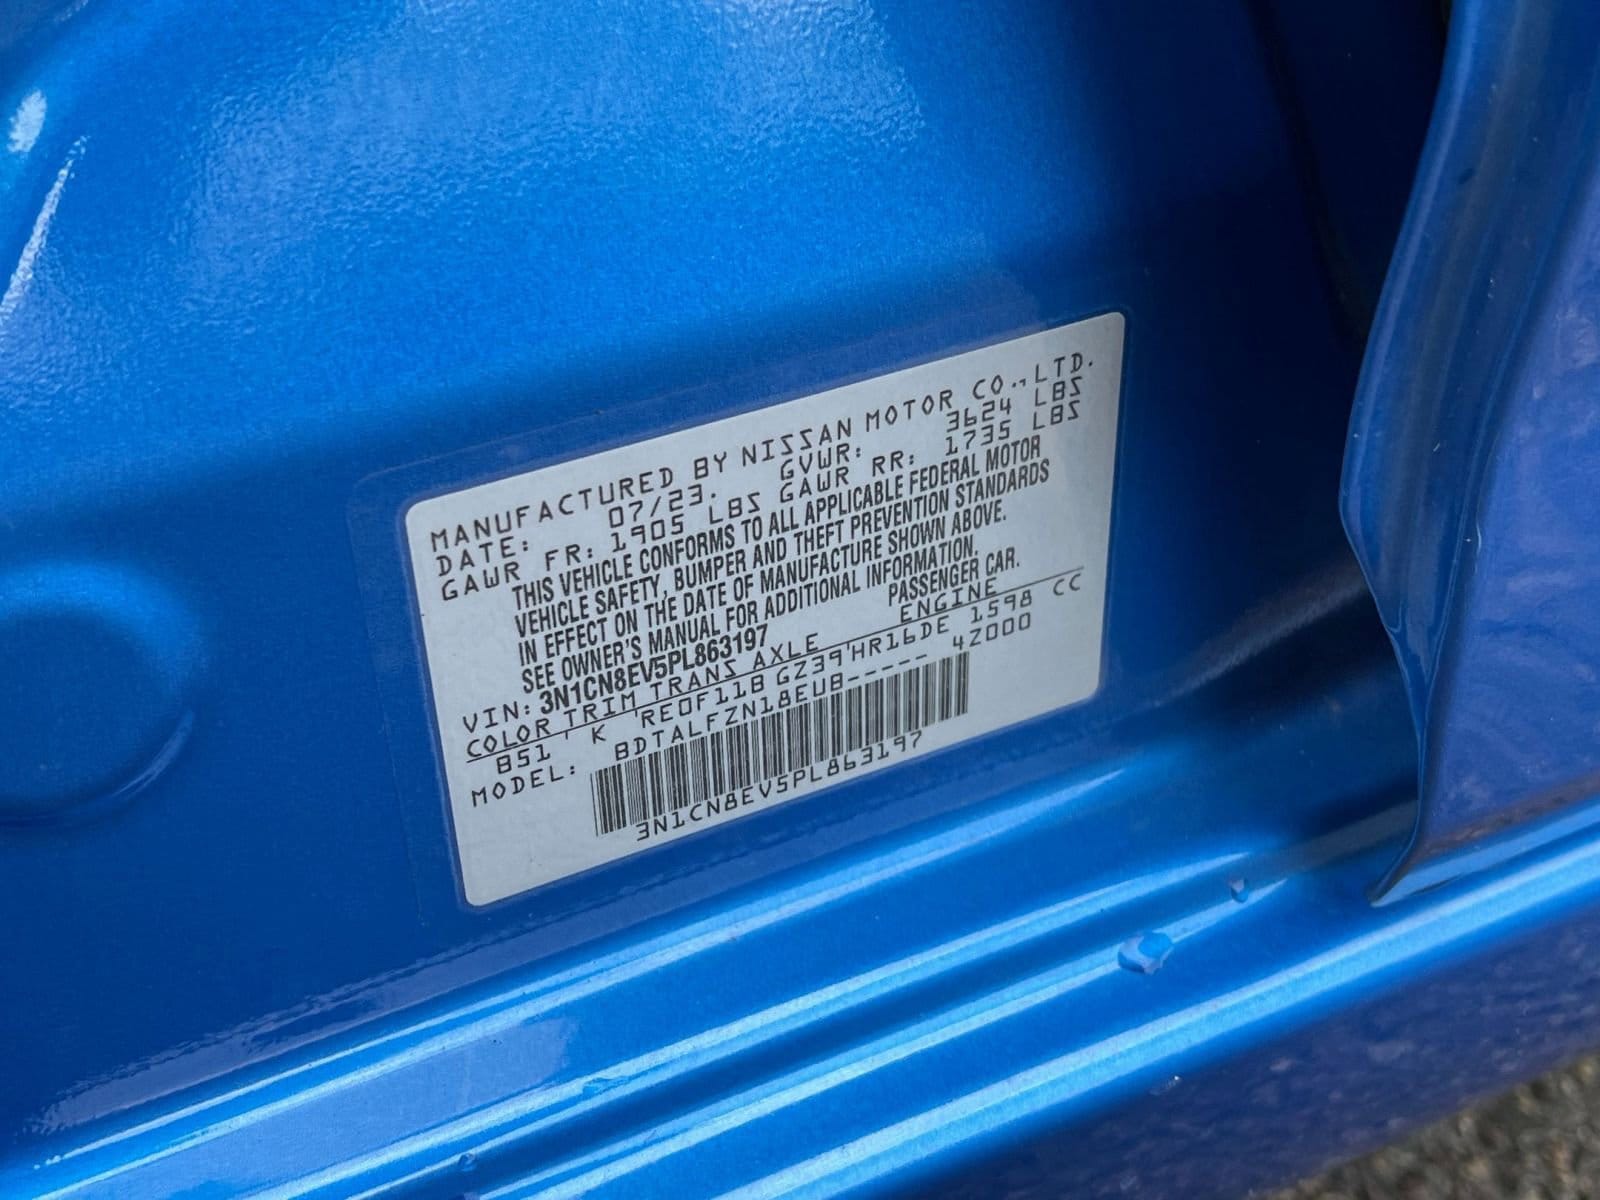 MANUFACTURED BY NISSAN MOTOR CO., LTD.
DATE: 07/23. GVWR: 3624 LBS
GAWR FR: 1905 LBS GAWR RR: 1735 LBS
THIS VEHICLE CONFORMS TO ALL APPLICABLE FEDERAL MOTOR
VEHICLE SAFETY, BUMPER AND THEFT PREVENTION STANDARDS
IN EFFECT ON THE DATE OF MANUFACTURE SHOWN ABOVE.
SEE OWNER'S MANUAL FOR ADDITIONAL INFORMATION.
VIN: 3N1CN8EV5PL863197 PASSENGER CAR.
COLOR TRIM TRANS AXLE ENGINE
B51 ' K 'RE0F11B GZ39'HR16DE 1598 CC
MODEL: BDTALFZN18EUB----- 4Z000
3N1CN8EV5PL863197